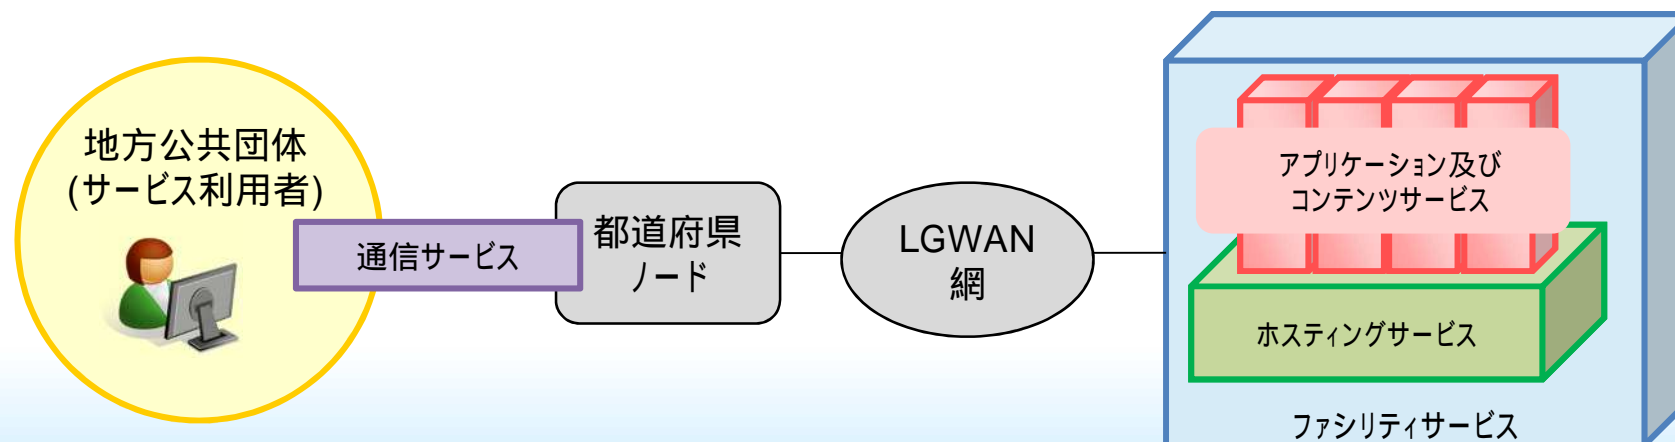 地方公共団体
(サービス利用者)
通信サービス
都道府県
ノード
LGWAN
網
アプリケーション及び
コンテンツサービス
ホスティングサービス
ファシリティサービス